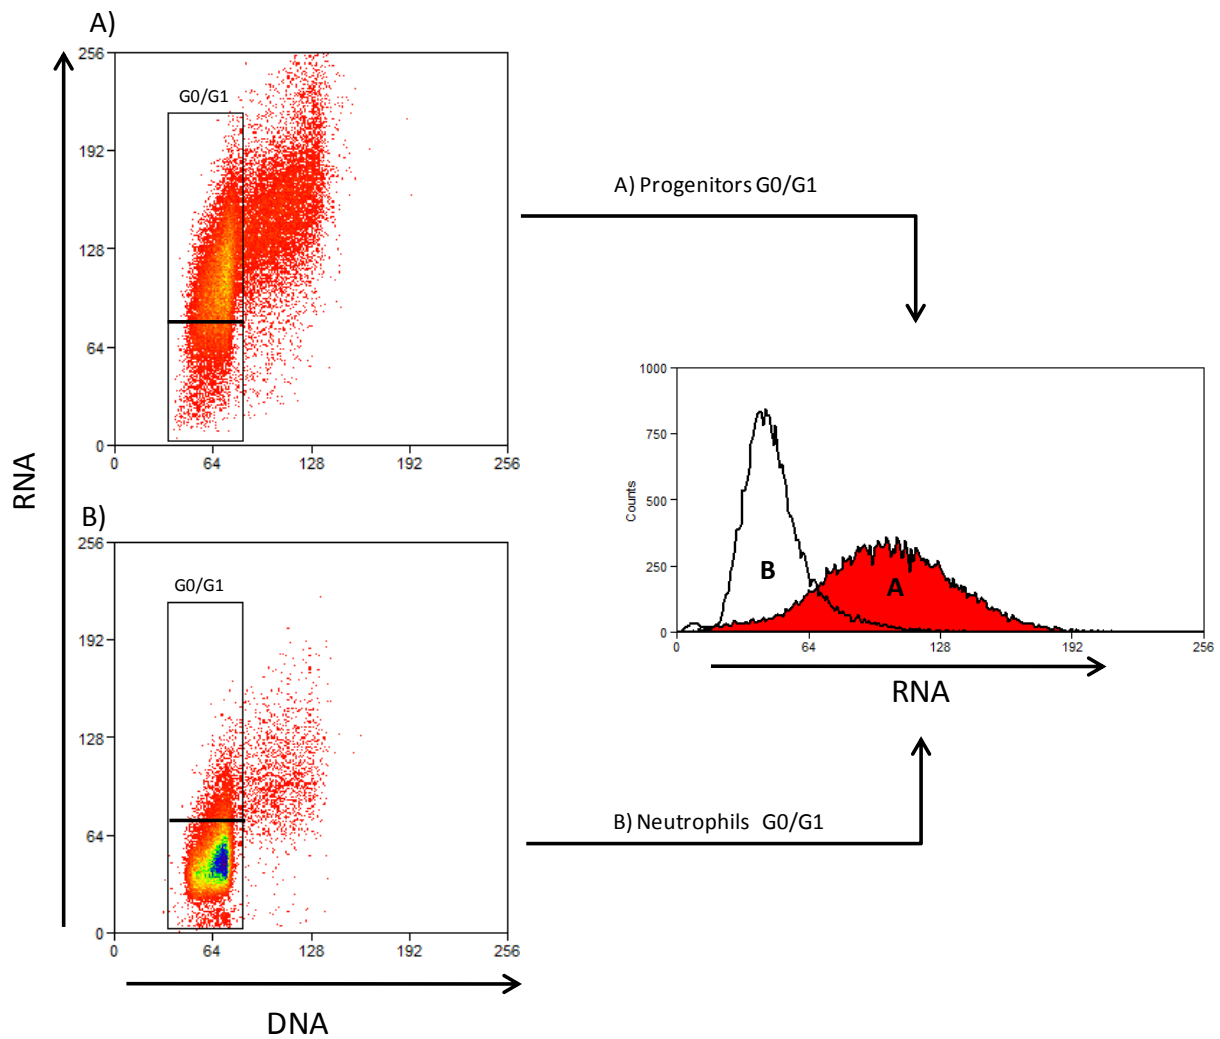 A)
256
192
128
64
0
G0/G1
0 64 128 192 256
RNA
B)
256
192
128
64
0
G0/G1
0 64 128 192 256
DNA
A) Progenitors G0/G1
1000
750
500
250
0
Counts
B
A
0 64 128 192 256
RNA
B) Neutrophils G0/G1